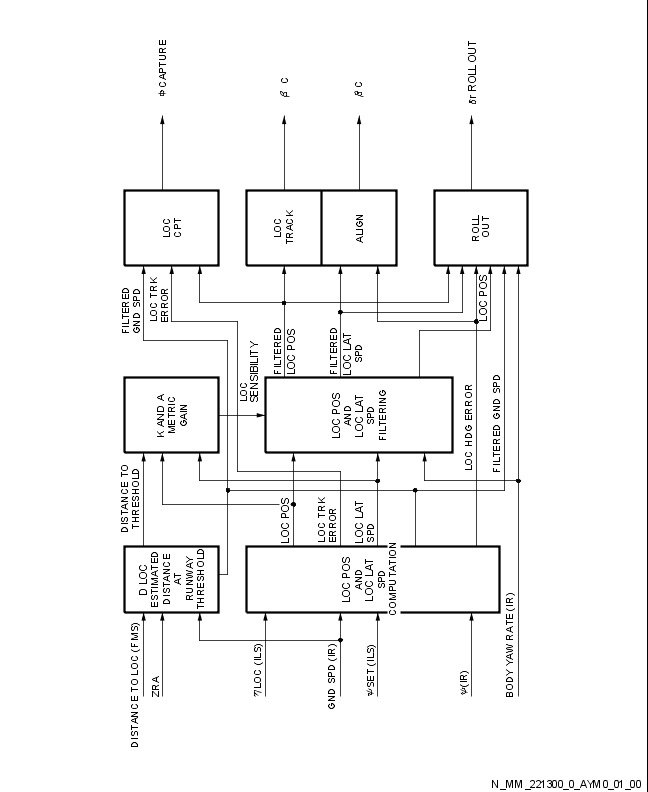 Φ CAPTURE
β C
β C
δr ROLL OUT
LOC
CPT
LOC
TRACK
ALIGN
ROLL
OUT
FILTERED
GND SPD
LOC TRK
ERROR
FILTERED
LOC POS
FILTERED
LOC LAT
SPD
LOC POS
K AND A
METRIC
GAIN
LOC
SENSIBILITY
LOC POS
AND
LOC LAT
SPD
FILTERING
LOC HDG ERROR
FILTERED GND SPD
DISTANCE TO
THRESHOLD
LOC POS
LOC TRK
ERROR
LOC LAT
SPD
D LOC
ESTIMATED
DISTANCE
AT
RUNWAY
THRESHOLD
LOC POS
AND
LOC LAT
SPD
COMPUTATION
DISTANCE TO LOC (FMS)
ZRA
η LOC (ILS)
GND SPD (IR)
ψ SET (ILS)
ψ (IR)
BODY YAW RATE (IR)
N_MM_221300_0_AYM0_01_00